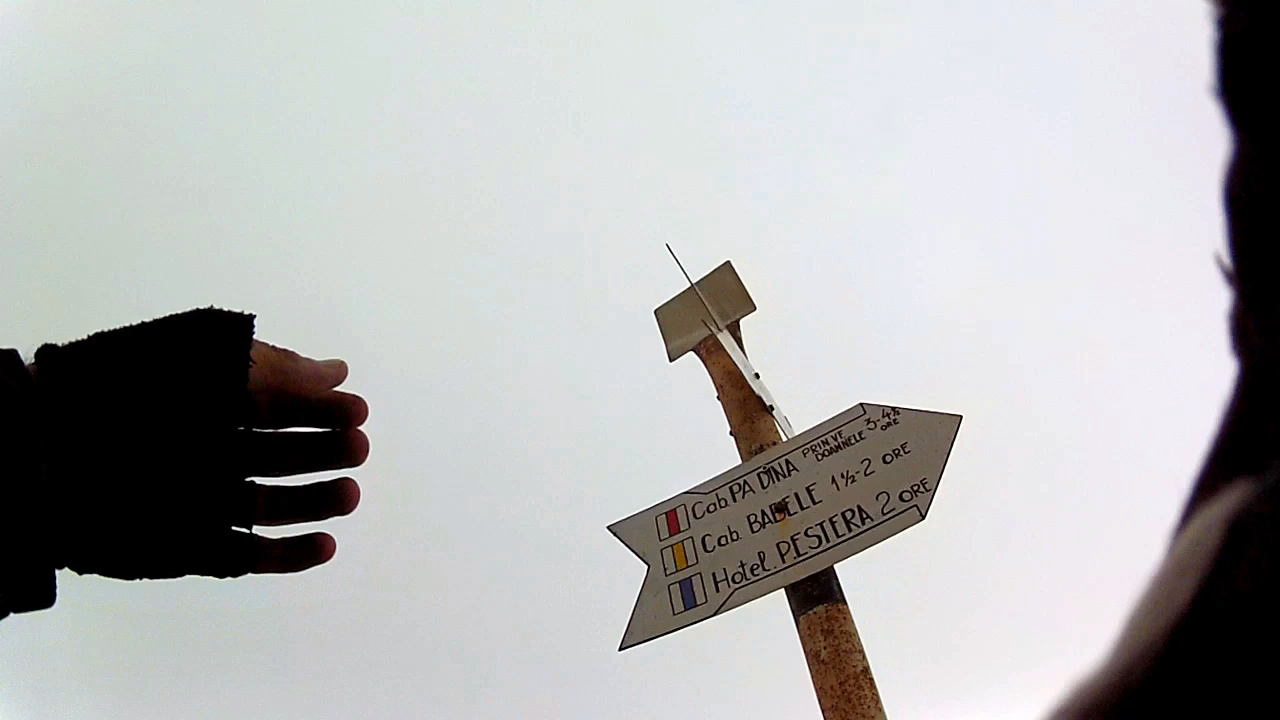 Cab. PADINA PRIN VF DOAMNELE 3-4½ ORE
Cab. BABELE 1½-2 ORE
Hotel. PESTERA 2 ORE